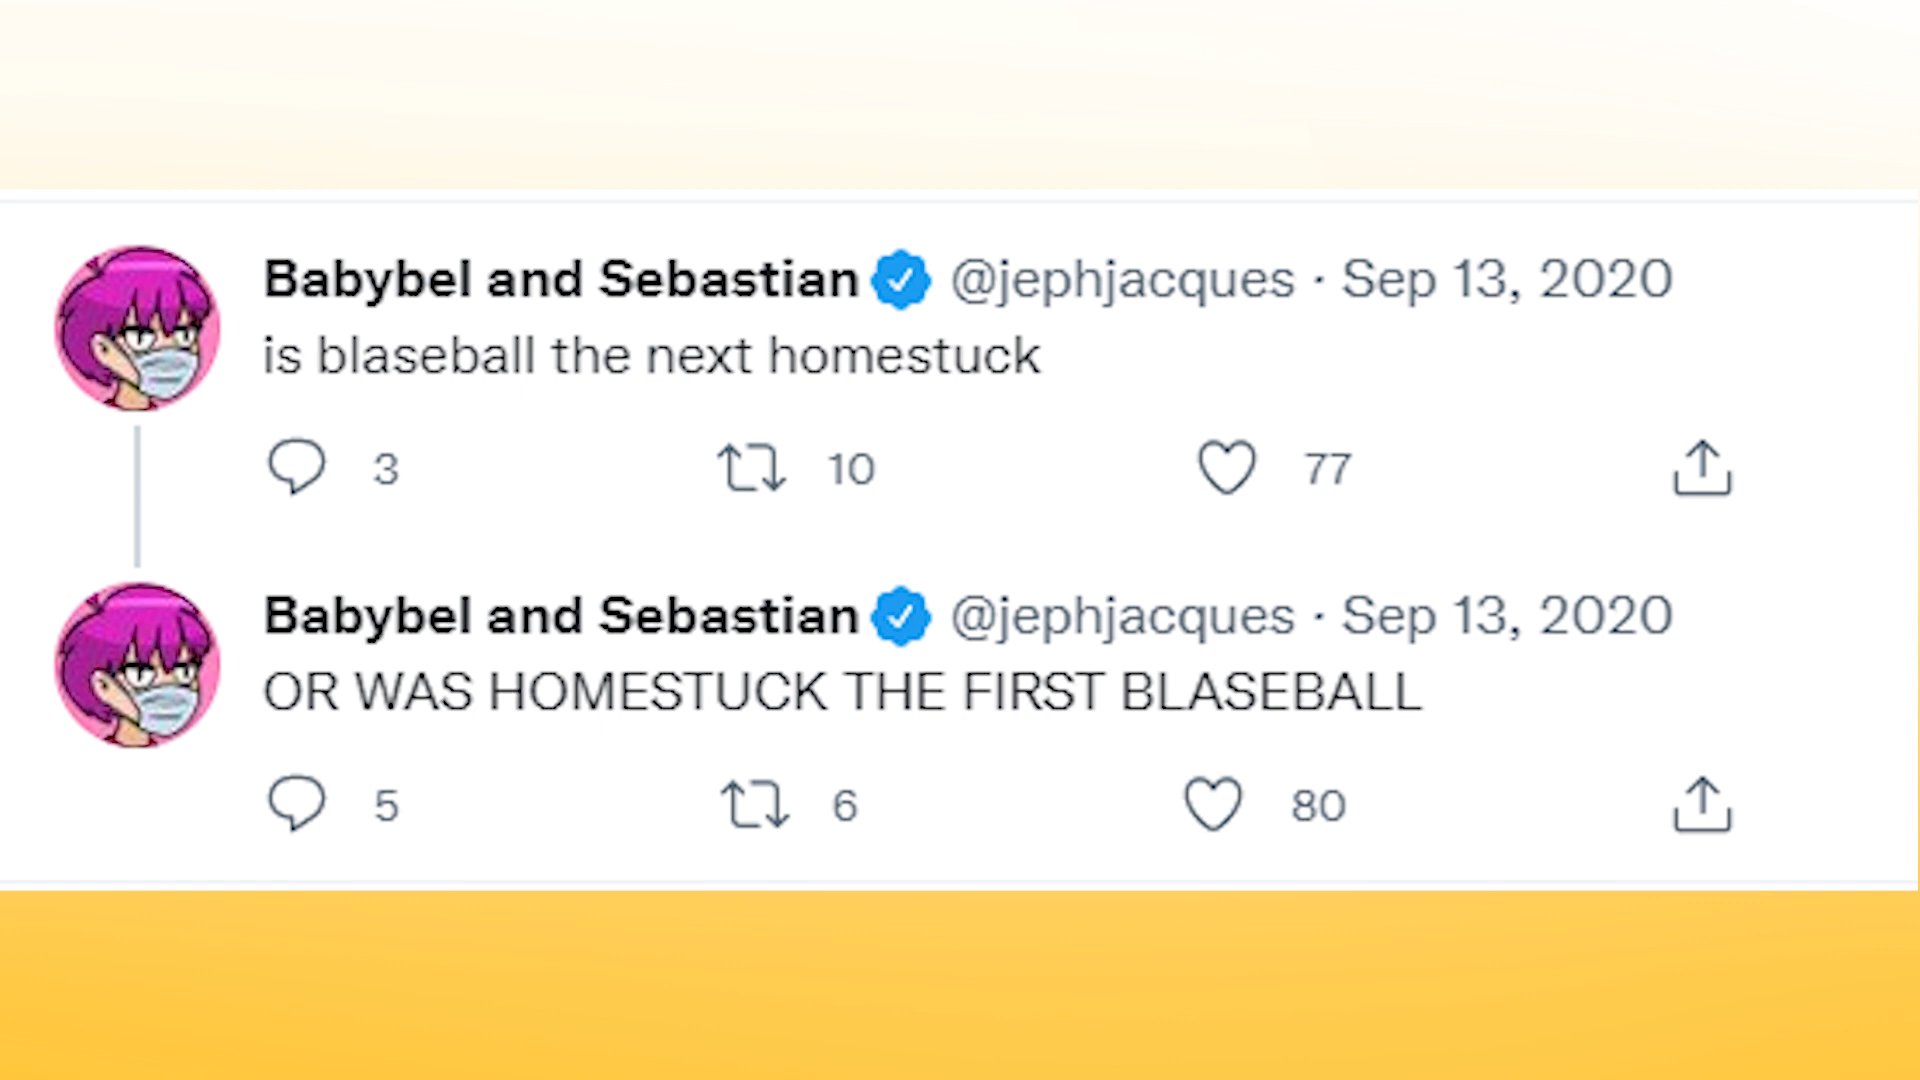 Babybel and Sebastian @jephjacques · Sep 13, 2020
is blaseball the next homestuck
3 10 77
Babybel and Sebastian @jephjacques · Sep 13, 2020
OR WAS HOMESTUCK THE FIRST BLASEBALL
5 6 80